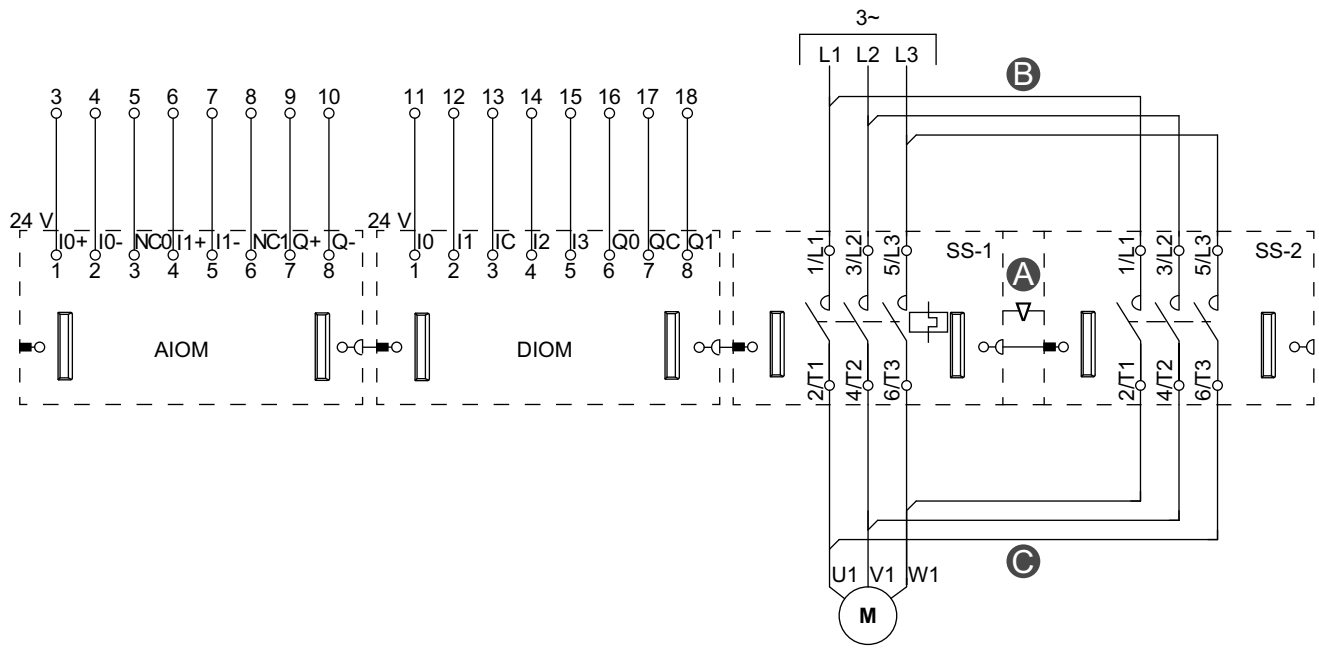 3~
L1 L2 L3
B
3 4 5 6 7 8 9 10
11 12 13 14 15 16 17 18
24 V
I0+ I0- NC0 I1+ I1- NC1 Q+ Q-
1 2 3 4 5 6 7 8
24 V
I0 I1 IC I2 I3 Q0 QC Q1
1 2 3 4 5 6 7 8
1/L1 3/L2 5/L3
SS-1
A
1/L1 3/L2 5/L3
SS-2
AIOM
DIOM
2/T1 4/T2 6/T3
2/T1 4/T2 6/T3
C
U1 V1 W1
M